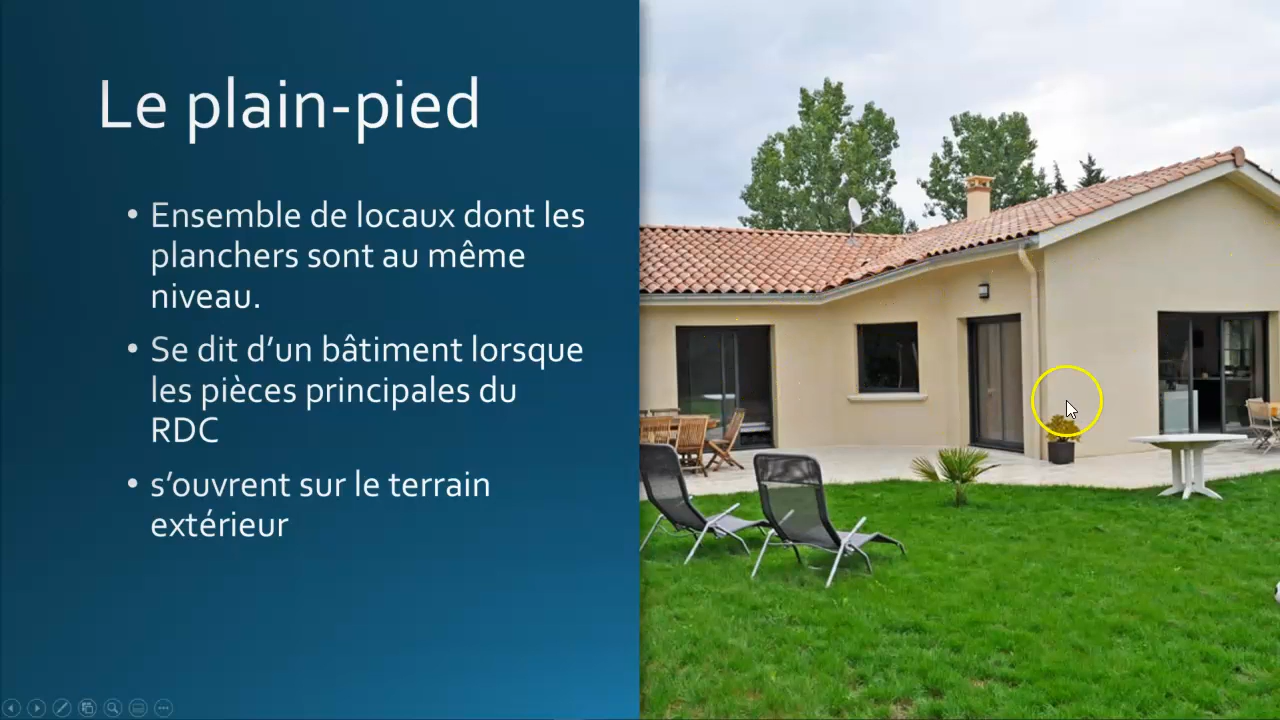 Le plain-pied
• Ensemble de locaux dont les
planchers sont au même
niveau.
• Se dit d’un bâtiment lorsque
les pièces principales du
RDC
• s’ouvrent sur le terrain
extérieur